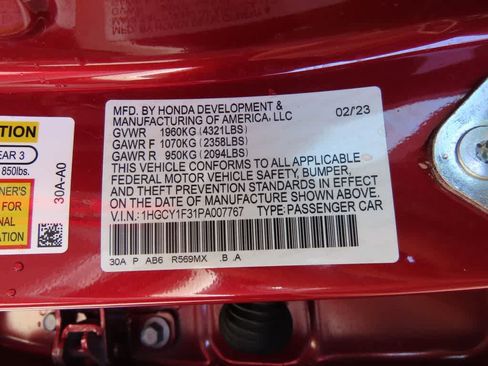 MFD. BY HONDA DEVELOPMENT & 02/23
MANUFACTURING OF AMERICA, LLC
GVWR 1960KG (4321LBS)
GAWR F 1070KG (2358LBS)
GAWR R 950KG (2094LBS)
THIS VEHICLE CONFORMS TO ALL APPLICABLE
FEDERAL MOTOR VEHICLE SAFETY, BUMPER,
AND THEFT PREVENTION STANDARDS IN EFFECT
ON THE DATE OF MANUFACTURE SHOWN ABOVE.
V.I.N.: 1HGCY1F31PA007767 TYPE: PASSENGER CAR
30A P AB6 R569MX .B .A
TION
EAR 3
850lbs.
NER'S
FOR
NAL
ATION
30A-A0